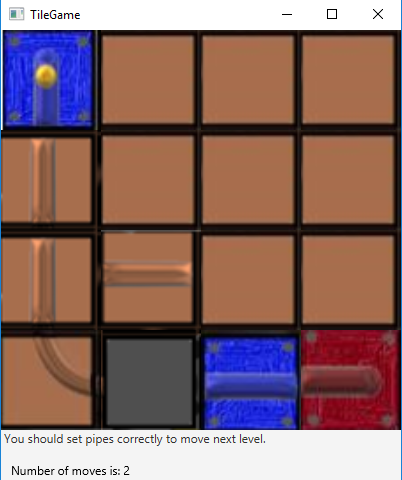 TileGame
You should set pipes correctly to move next level.
Number of moves is: 2